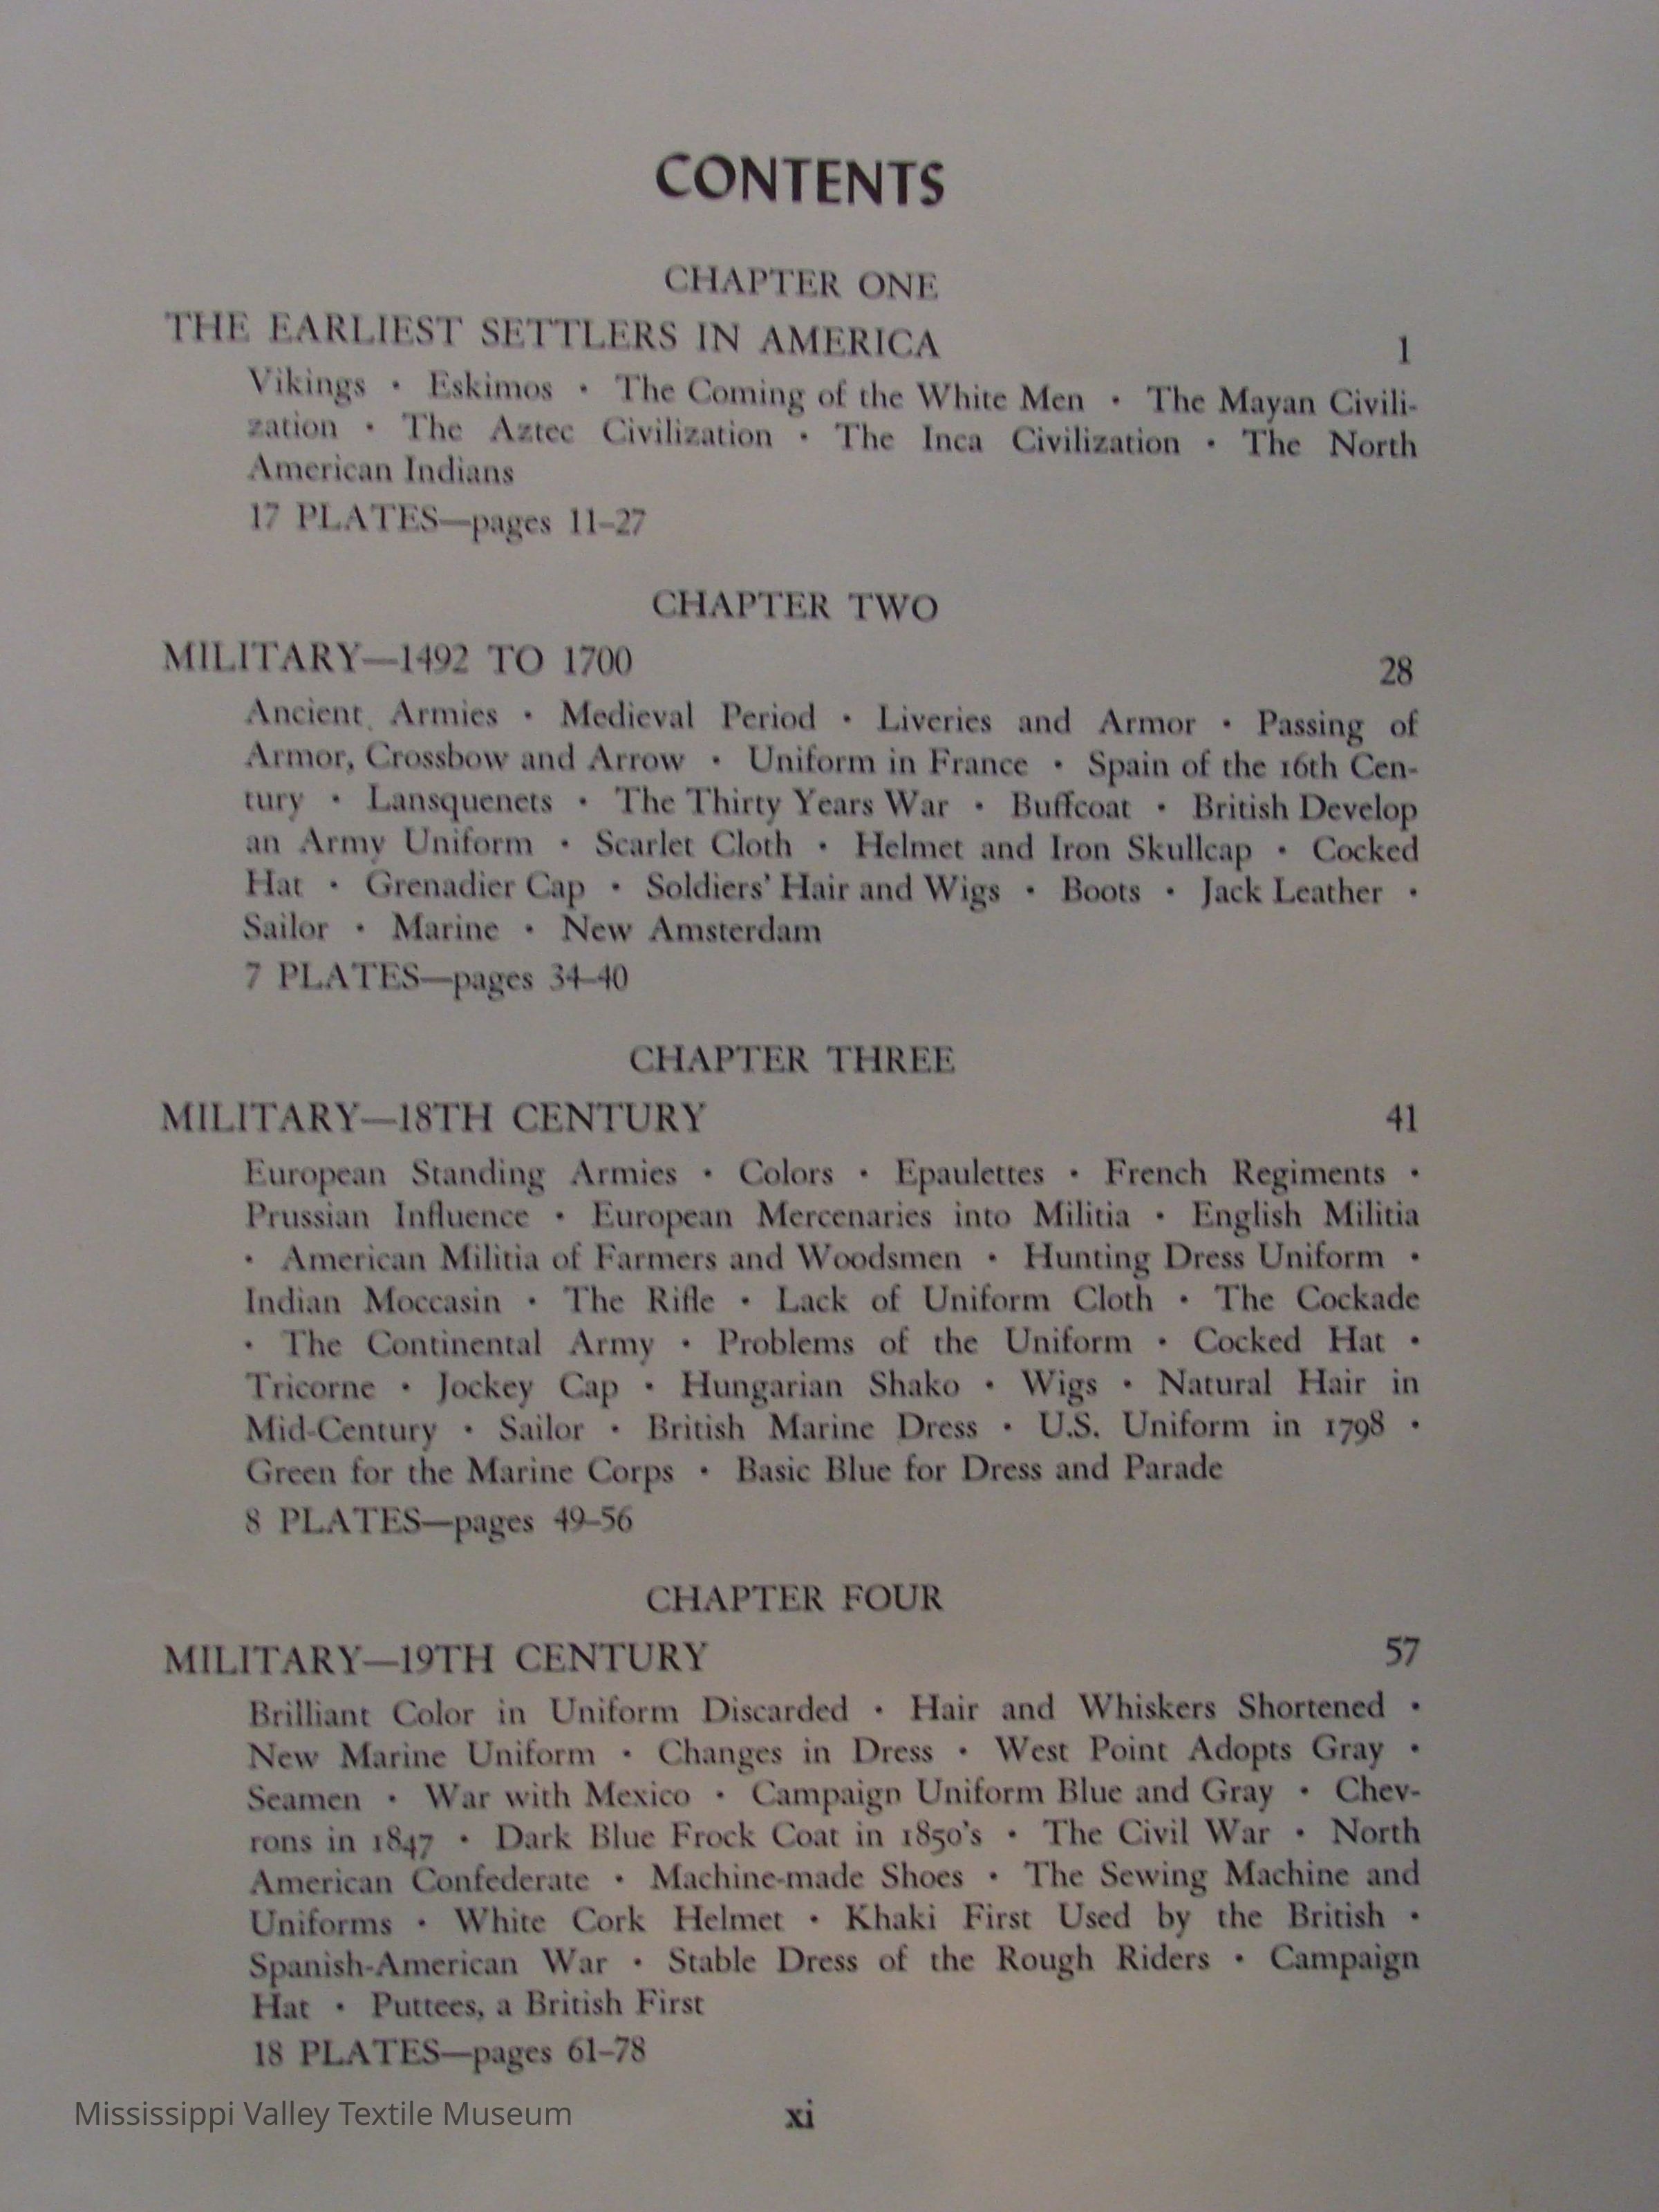 CONTENTS
CHAPTER ONE
THE EARLIEST SETTLERS IN AMERICA 1
Vikings • Eskimos • The Coming of the White Men • The Mayan Civili-
zation • The Aztec Civilization • The Inca Civilization • The North
American Indians
17 PLATES—pages 11–27
CHAPTER TWO
MILITARY—1492 TO 1700 28
Ancient Armies • Medieval Period • Liveries and Armor • Passing of
Armor, Crossbow and Arrow • Uniform in France • Spain of the 16th Cen-
tury • Lansquenets • The Thirty Years War • Buffcoat • British Develop
an Army Uniform • Scarlet Cloth • Helmet and Iron Skullcap • Cocked
Hat • Grenadier Cap • Soldiers' Hair and Wigs • Boots • Jack Leather •
Sailor • Marine • New Amsterdam
7 PLATES—pages 34–40
CHAPTER THREE
MILITARY—18TH CENTURY 41
European Standing Armies • Colors • Epaulettes • French Regiments •
Prussian Influence • European Mercenaries into Militia • English Militia
• American Militia of Farmers and Woodsmen • Hunting Dress Uniform •
Indian Moccasin • The Rifle • Lack of Uniform Cloth • The Cockade
• The Continental Army • Problems of the Uniform • Cocked Hat •
Tricorne • Jockey Cap • Hungarian Shako • Wigs • Natural Hair in
Mid-Century • Sailor • British Marine Dress • U.S. Uniform in 1798 •
Green for the Marine Corps • Basic Blue for Dress and Parade
8 PLATES—pages 49–56
CHAPTER FOUR
MILITARY—19TH CENTURY 57
Brilliant Color in Uniform Discarded • Hair and Whiskers Shortened •
New Marine Uniform • Changes in Dress • West Point Adopts Gray •
Seamen • War with Mexico • Campaign Uniform Blue and Gray • Chev-
rons in 1847 • Dark Blue Frock Coat in 1850's • The Civil War • North
American Confederate • Machine-made Shoes • The Sewing Machine and
Uniforms • White Cork Helmet • Khaki First Used by the British •
Spanish-American War • Stable Dress of the Rough Riders • Campaign
Hat • Puttees, a British First
18 PLATES—pages 61–78
xi
Mississippi Valley Textile Museum